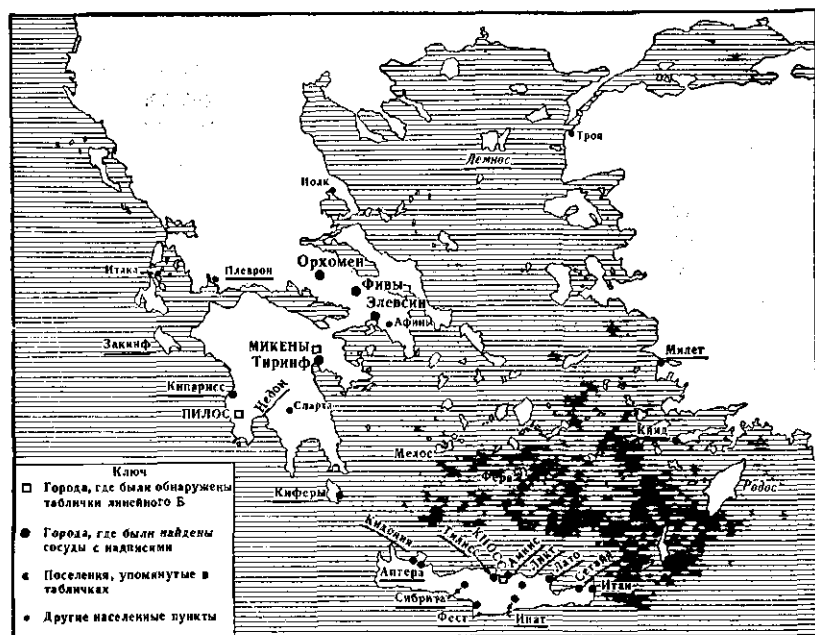 Троя
Лемнос
Иолк
Итака
Плеврон
Орхомен
Фивы
Элевсин
Афины
Закинф
МИКЕНЫ
Тиринф
Милет
Кипарисс
Недон
ПИЛОС
Спарта
Книд
Мелос
Фера
Родос
Киферы
Кидония
Тилис
КНОСС
Амнис
Ликт
Лато
Сетайя
Аптера
Итан
Сибрита
Фест
Инат
Ключ
Города, где были обнаружены
таблички линейного Б
Города, где были найдены
сосуды с надписями
Поселения, упомянутые в
табличках
Другие населенные пункты